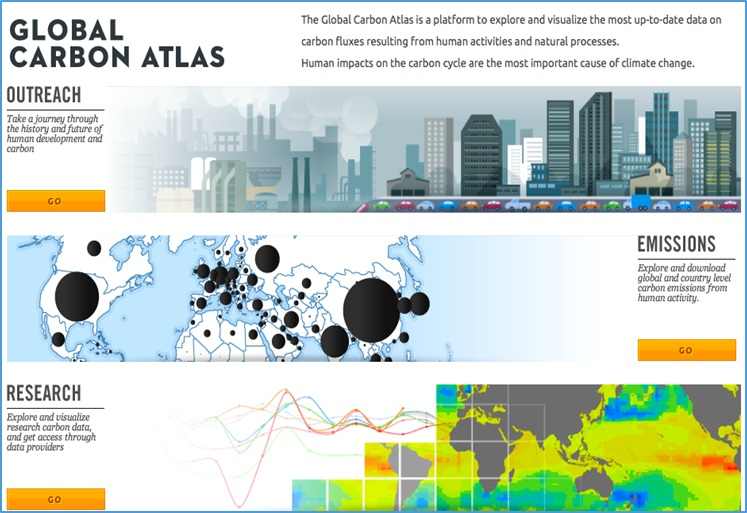 GLOBAL
CARBON ATLAS
The Global Carbon Atlas is a platform to explore and visualize the most up-to-date data on
carbon fluxes resulting from human activities and natural processes.
Human impacts on the carbon cycle are the most important cause of climate change.
OUTREACH
Take a journey through
the history and future of
human development and
carbon
GO
EMISSIONS
Explore and download
global and country level
carbon emissions from
human activity.
GO
RESEARCH
Explore and visualize
research carbon data,
and get access through
data providers
GO